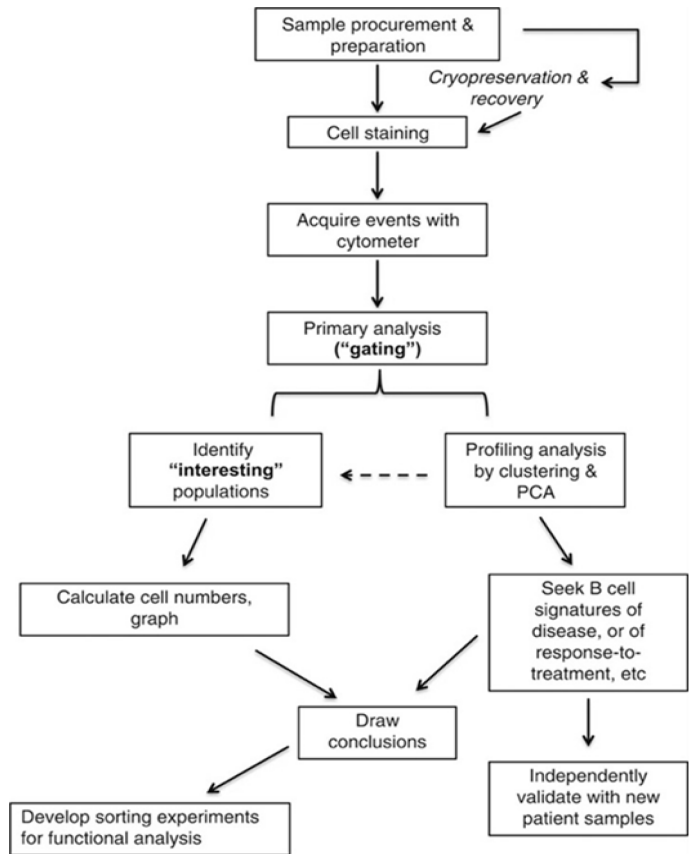 Sample procurement &
preparation
Cryopreservation &
recovery
Cell staining
Acquire events with
cytometer
Primary analysis
(“gating”)
Identify
“interesting”
populations
Profiling analysis
by clustering &
PCA
Calculate cell numbers,
graph
Seek B cell
signatures of
disease, or of
response-to-
treatment, etc
Draw
conclusions
Independently
validate with new
patient samples
Develop sorting experiments
for functional analysis